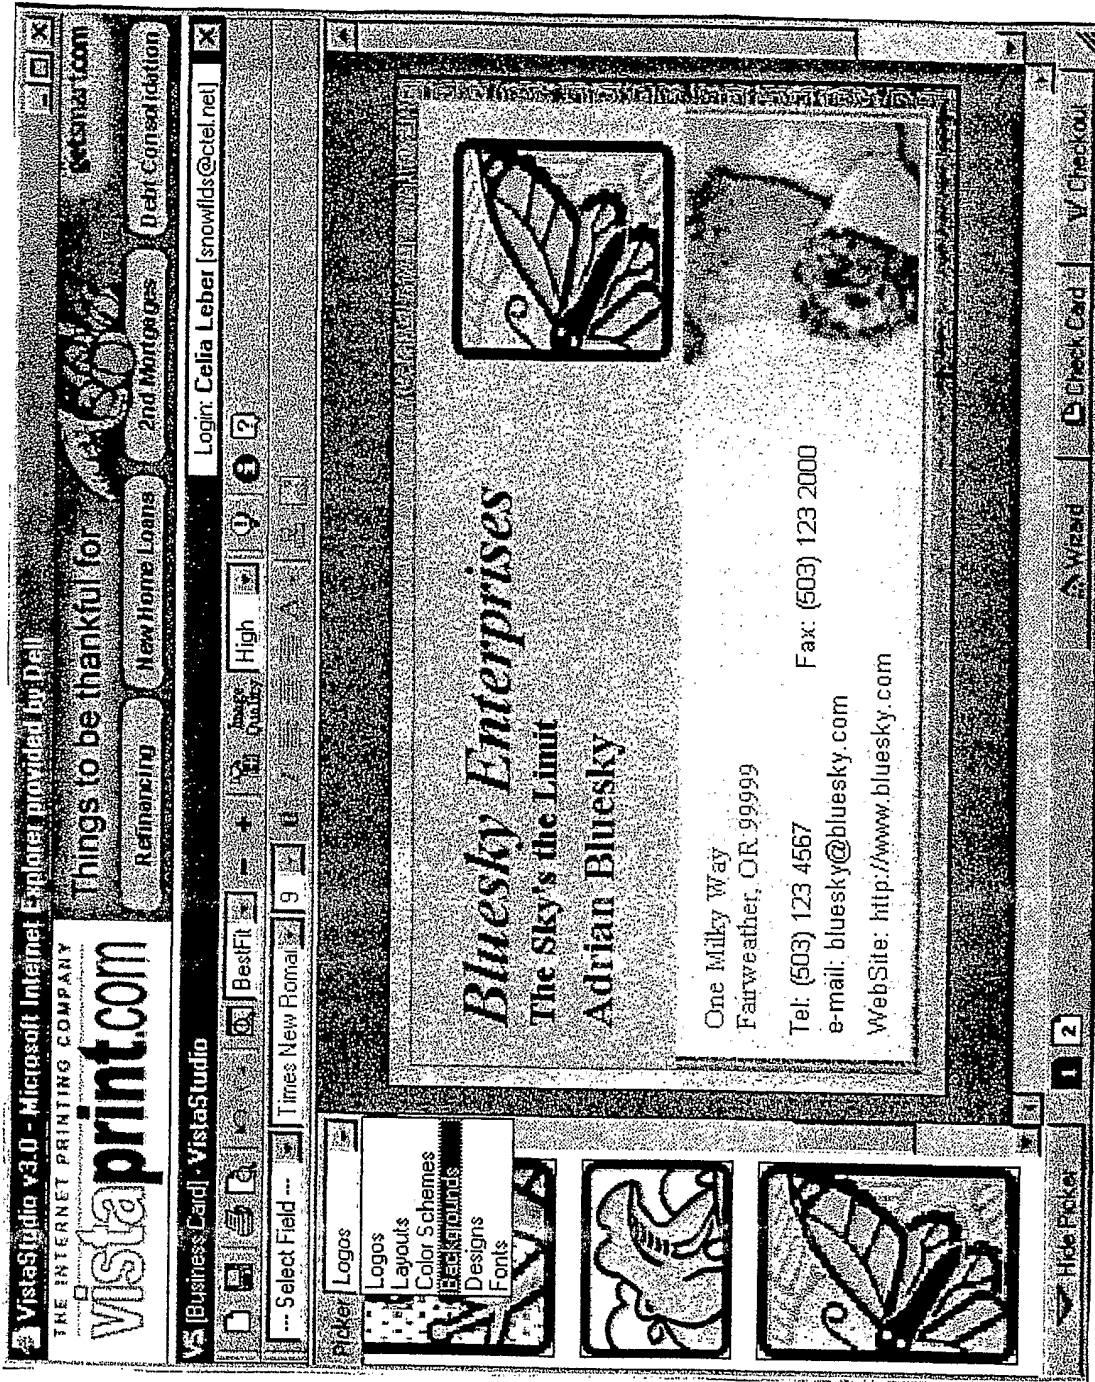 VistaStudio v3.0 - Microsoft Internet Explorer provided by Dell
THE INTERNET PRINTING COMPANY
vistaprint.com
Things to be thankful for
getsmart.com
Refinancing
New Home Loans
2nd Mortgages
Debt Consolidation
VS [Business Card] - VistaStudio
Login: Celia Leber [snowilds@ctel.net]
BestFit
Image Quality
High
--- Select Field ---
Times New Roman
9
U
I
A
Picker
Logos
Logos
Layouts
Color Schemes
Backgrounds
Designs
Fonts
Bluesky Enterprises
The Sky's the Limit
Adrian Bluesky
One Milky Way
Fairweather, OR 99999
Tel: (503) 123 4567
Fax: (503) 123 2000
e-mail: bluesky@bluesky.com
WebSite: http://www.bluesky.com
Hide Picker
1
2
Wizard
Check Card
Checkout